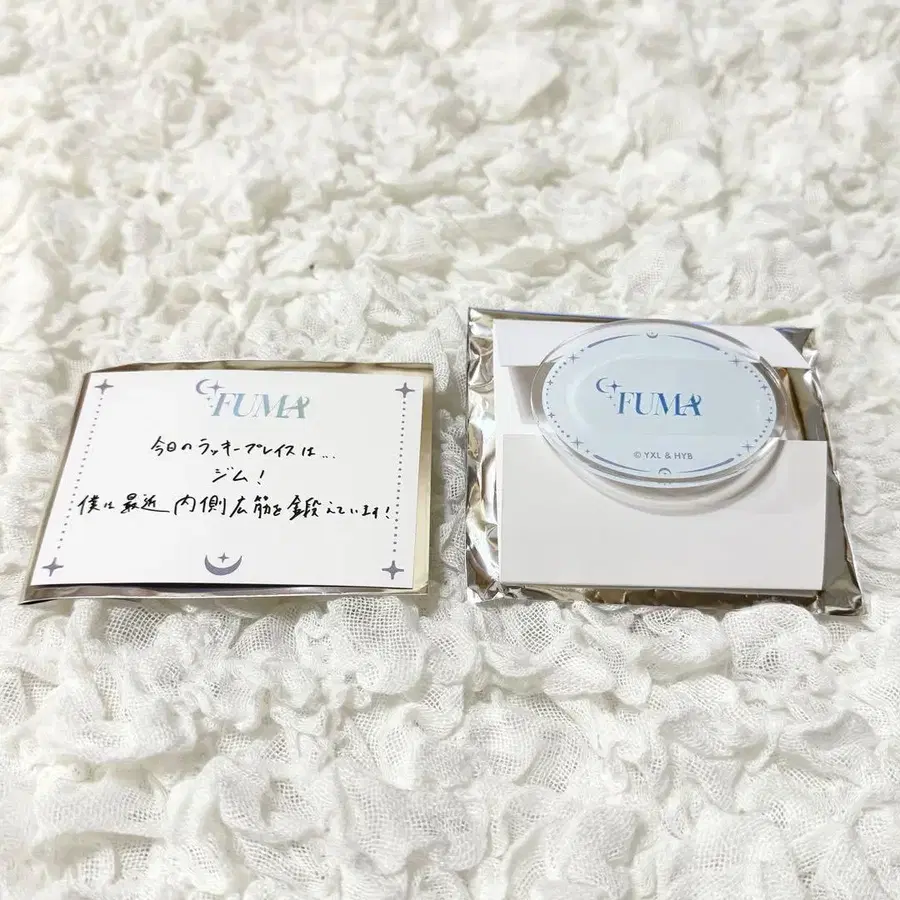 FUMA
今日のラッキープレイスは...
ジム!
僕は最近 内側広筋を鍛えています!
FUMA
© YXL & HYB